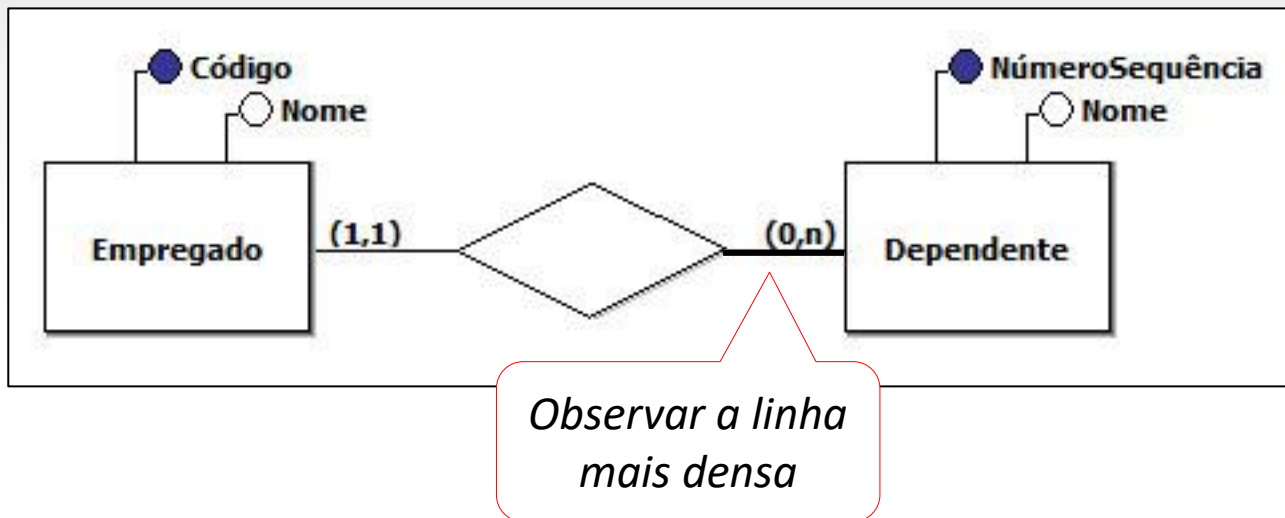 Código
Nome
NúmeroSequência
Nome
Empregado
(1,1)
(0,n)
Dependente
Observar a linha
mais densa